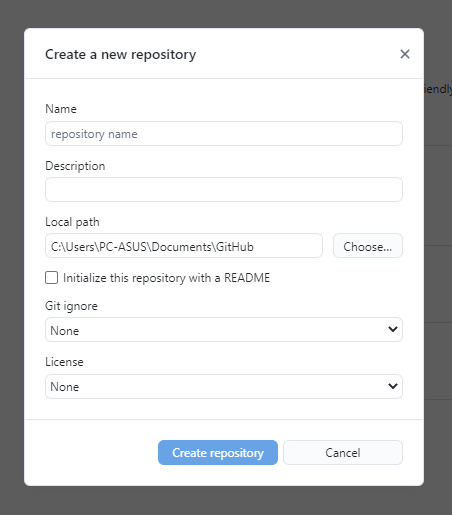 Create a new repository
Name
repository name
Description
Local path
C:\Users\PC-ASUS\Documents\GitHub
Choose...
Initialize this repository with a README
Git ignore
None
License
None
Create repository
Cancel